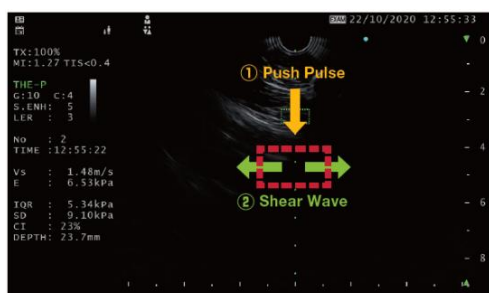 EXAM 22/10/2020 12:55:33
TX:100%
MI:1.27 TIS<0.4
THE-P
G:10 C:4
S.ENH: 5
LER : 3
No : 2
TIME :12:55:22
Vs : 1.48m/s
E : 6.53kPa
IQR : 5.34kPa
SD : 9.10kPa
CI : 23%
DEPTH: 23.7mm
① Push Pulse
② Shear Wave
0
2
4
6
8